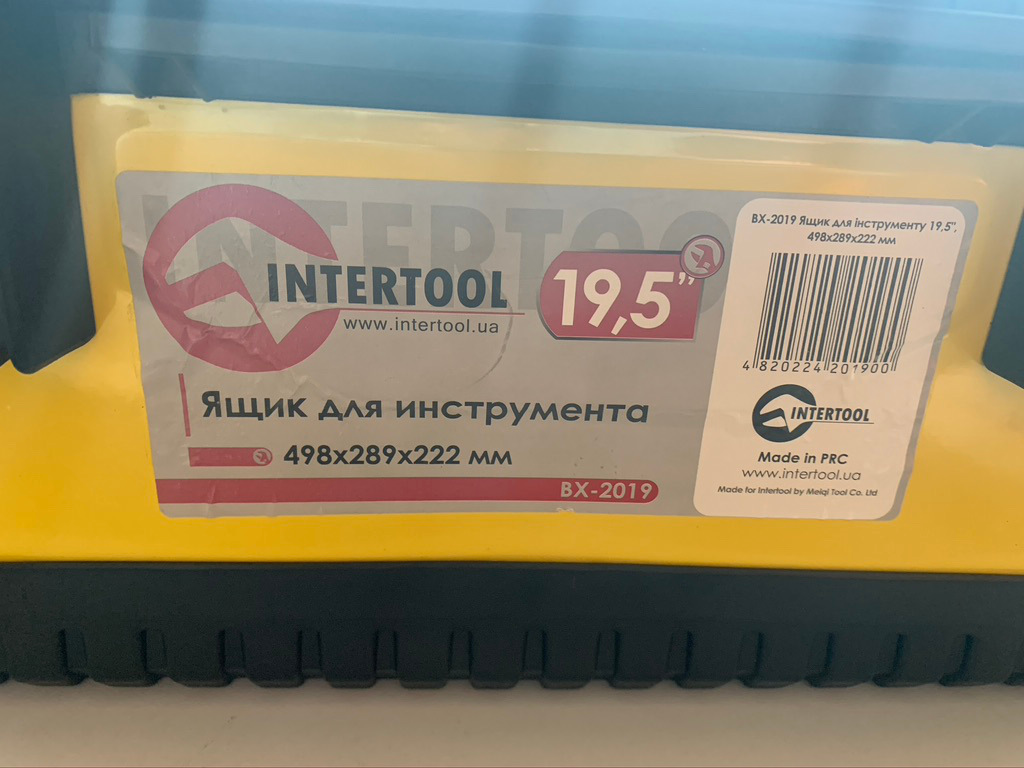 INTERTOOL
INTERTOOL
www.intertool.ua
19,5”
Ящик для инструмента
498x289x222 мм
BX-2019
BX-2019 Ящик для інструменту 19,5”,
498x289x222 мм
4 820224 201900
INTERTOOL
Made in PRC
www.intertool.ua
Made for Intertool by Meiqi Tool Co. Ltd